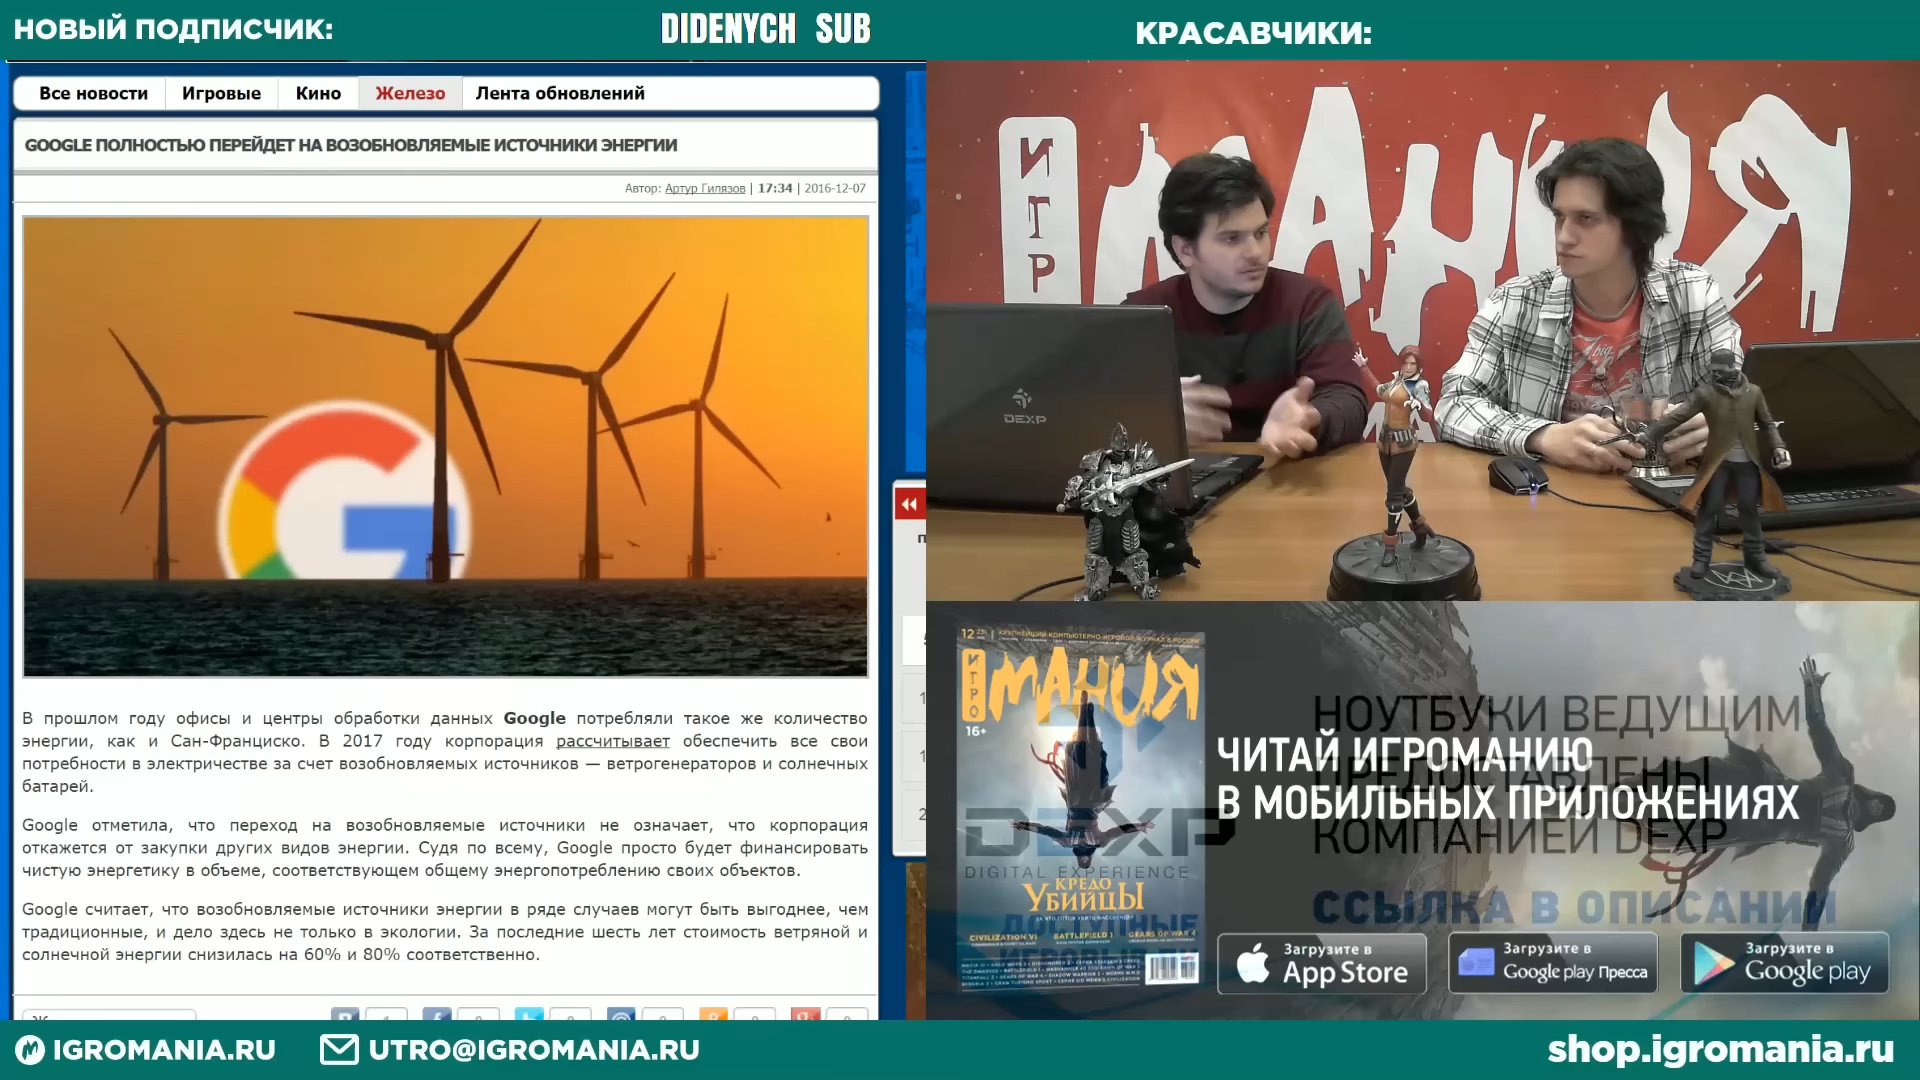 НОВЫЙ ПОДПИСЧИК:
DIDENYCH SUB
КРАСАВЧИКИ:
Все новости
Игровые
Кино
Железо
Лента обновлений
GOOGLE ПОЛНОСТЬЮ ПЕРЕЙДЕТ НА ВОЗОБНОВЛЯЕМЫЕ ИСТОЧНИКИ ЭНЕРГИИ
Автор: Артур Гилязов | 17:34 | 2016-12-07
В прошлом году офисы и центры обработки данных Google потребляли такое же количество
энергии, как и Сан-Франциско. В 2017 году корпорация рассчитывает обеспечить все свои
потребности в электричестве за счет возобновляемых источников — ветрогенераторов и солнечных
батарей.
Google отметила, что переход на возобновляемые источники не означает, что корпорация
откажется от закупки других видов энергии. Судя по всему, Google просто будет финансировать
чистую энергетику в объеме, соответствующем общему энергопотреблению своих объектов.
Google считает, что возобновляемые источники энергии в ряде случаев могут быть выгоднее, чем
традиционные, и дело здесь не только в экологии. За последние шесть лет стоимость ветряной и
солнечной энергии снизилась на 60% и 80% соответственно.
ИГРОМАНИЯ
DEXP
12
КРУПНЕЙШИЙ КОМПЬЮТЕРНО-ИГРОВОЙ ЖУРНАЛ В РОССИИ
ИГРОМАНИЯ
16+
КРЕДО
УБИЙЦЫ
CIVILIZATION VI
BATTLEFIELD 1
GEARS OF WAR 4
DEXP
DIGITAL EXPERIENCE
НОУТБУКИ ВЕДУЩИМ
ПРЕДОСТАВЛЕНЫ
КОМПАНИЕЙ DEXP
ССЫЛКА В ОПИСАНИИ
ЧИТАЙ ИГРОМАНИЮ
В МОБИЛЬНЫХ ПРИЛОЖЕНИЯХ
Загрузите в
App Store
Загрузите в
Google play Пресса
Загрузите в
Google play
IGROMANIA.RU
UTRO@IGROMANIA.RU
shop.igromania.ru